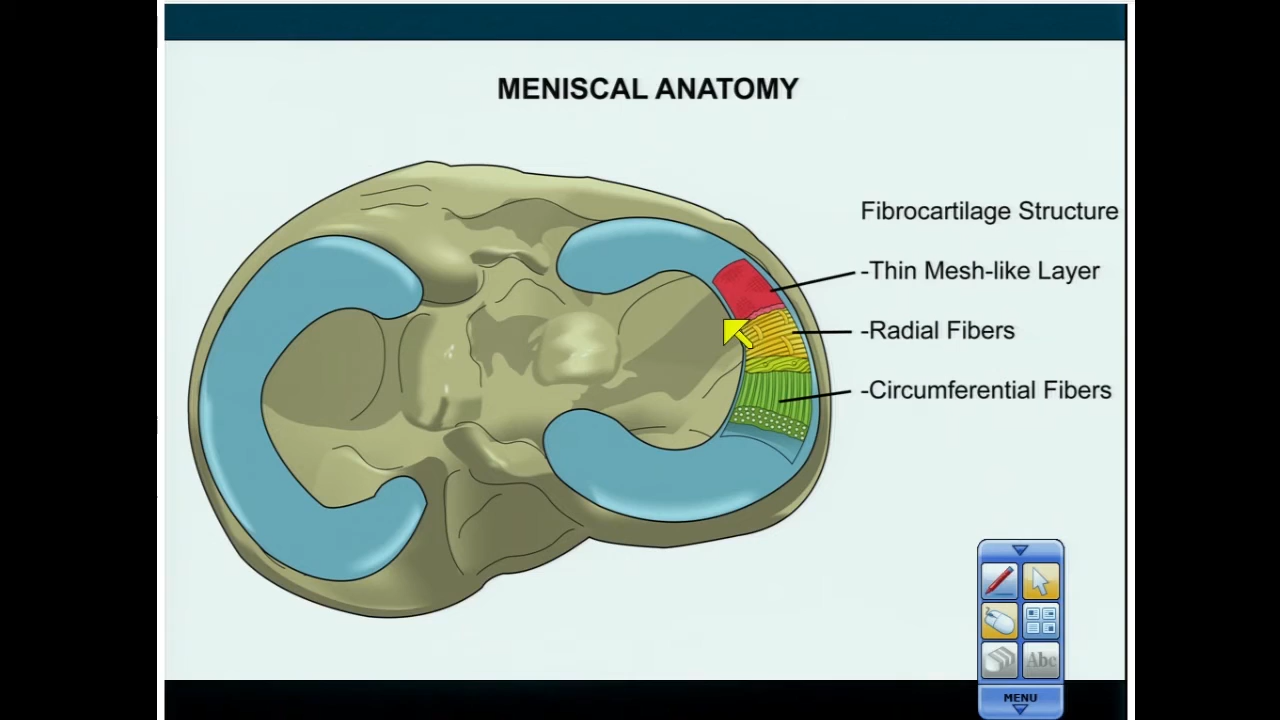 MENISCAL ANATOMY
Fibrocartilage Structure
-Thin Mesh-like Layer
-Radial Fibers
-Circumferential Fibers
Abc
MENU